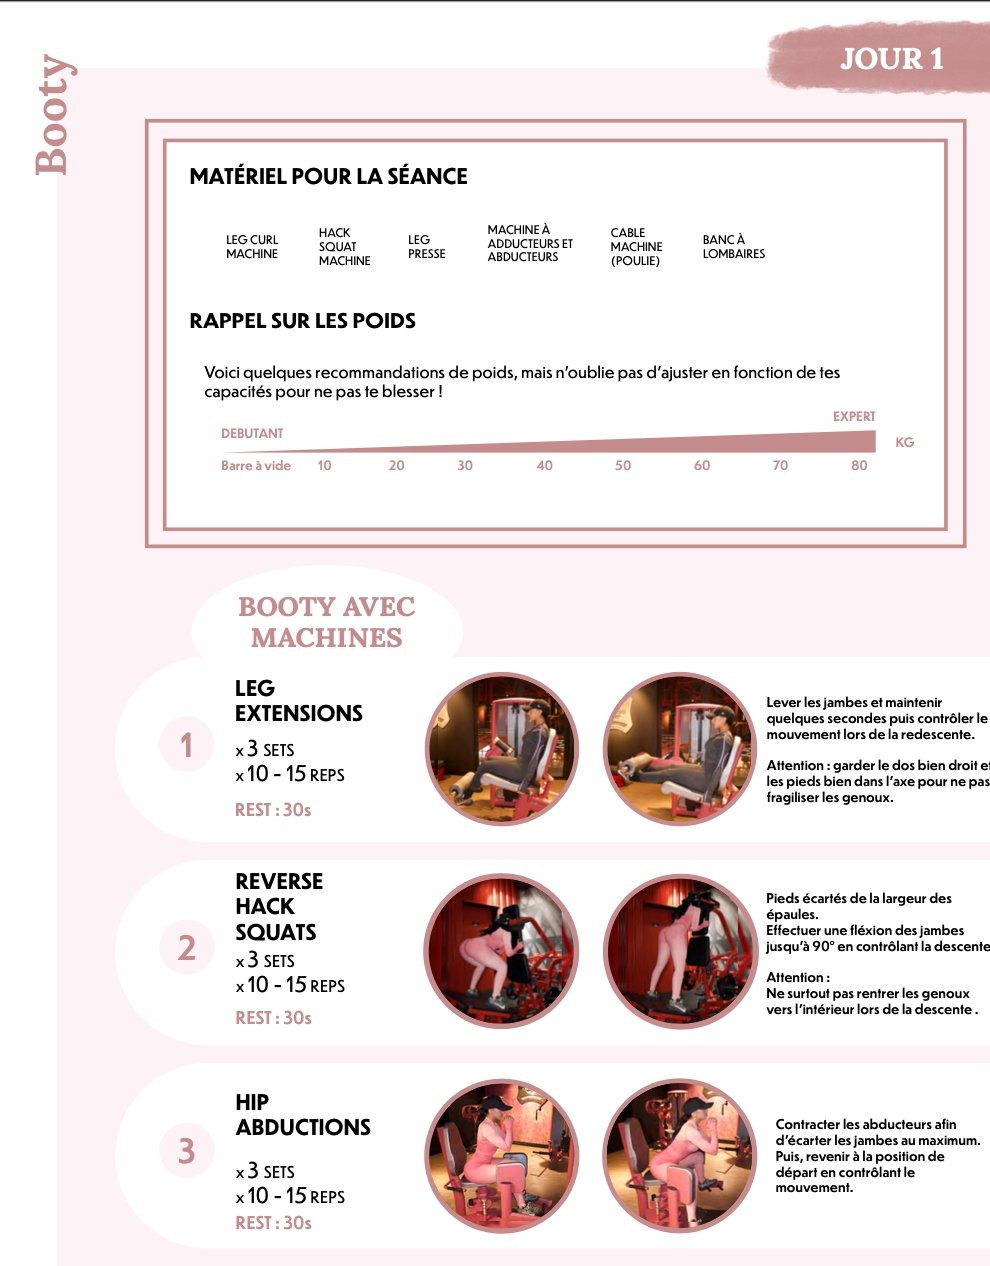 JOUR 1
Booty
MATÉRIEL POUR LA SÉANCE
LEG CURL
MACHINE
HACK
SQUAT
MACHINE
LEG
PRESSE
MACHINE À
ADDUCTEURS ET
ABDUCTEURS
CABLE
MACHINE
(POULIE)
BANC À
LOMBAIRES
RAPPEL SUR LES POIDS
Voici quelques recommandations de poids, mais n’oublie pas d’ajuster en fonction de tes
capacités pour ne pas te blesser !
DEBUTANT
EXPERT
KG
Barre à vide 10 20 30 40 50 60 70 80
BOOTY AVEC
MACHINES
1
LEG
EXTENSIONS
x 3 SETS
x 10 - 15 REPS
REST : 30s
Lever les jambes et maintenir
quelques secondes puis contrôler le
mouvement lors de la redescente.
Attention : garder le dos bien droit et
les pieds bien dans l’axe pour ne pas
fragiliser les genoux.
2
REVERSE
HACK
SQUATS
x 3 SETS
x 10 - 15 REPS
REST : 30s
Pieds écartés de la largeur des
épaules.
Effectuer une fléxion des jambes
jusqu’à 90° en contrôlant la descente
Attention :
Ne surtout pas rentrer les genoux
vers l’intérieur lors de la descente .
3
HIP
ABDUCTIONS
x 3 SETS
x 10 - 15 REPS
REST : 30s
Contracter les abducteurs afin
d’écarter les jambes au maximum.
Puis, revenir à la position de
départ en contrôlant le
mouvement.